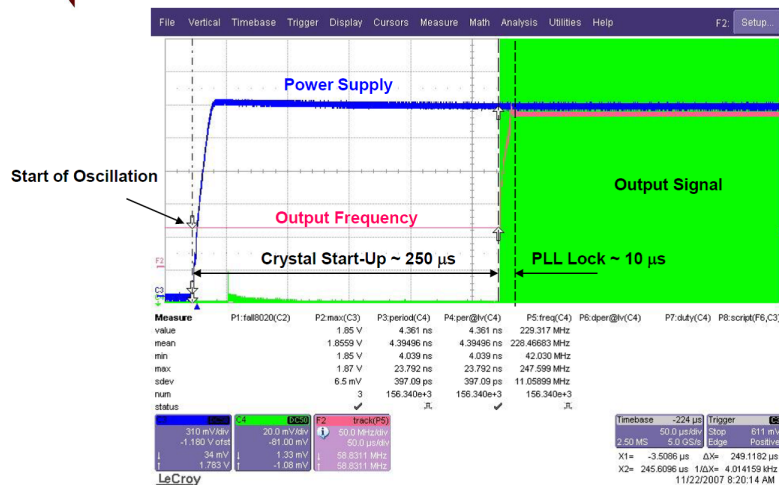 File Vertical Timebase Trigger Display Cursors Measure Math Analysis Utilities Help F2: Setup...
Power Supply
Start of Oscillation
Output Signal
Output Frequency
F2
Crystal Start-Up ~ 250 μs PLL Lock ~ 10 μs
C3
Measure P1:fall8020(C2) P2:max(C3) P3:period(C4) P4:per@lv(C4) P5:freq(C4) P6:dper@lv(C4) P7:duty(C4) P8:script(F6,C3)
value 1.85 V 4.361 ns 4.361 ns 229.317 MHz
mean 1.8559 V 4.39496 ns 4.39496 ns 228.46683 MHz
min 1.85 V 4.039 ns 4.039 ns 42.030 MHz
max 1.87 V 23.792 ns 23.792 ns 247.599 MHz
sdev 6.5 mV 397.09 ps 397.09 ps 11.05899 MHz
num 3 156.340e+3 156.340e+3 156.340e+3
status
C4 DC50 F2 track(P5) Timebase -224 μs Trigger
310 mV/div 20.0 mV/div 50.0 MHz/div 50.0 μs/div Stop 611 mV
-1.180 V ofst -81.00 mV 50.0 μs/div 2.50 MS 5.0 GS/s Edge Positive
34 mV 1.33 mV 58.8311 MHz X1= -3.5086 μs ΔX= 249.1182 μs
1.783 V -1.08 mV 58.8311 MHz X2= 245.6096 us 1/ΔX= 4.014159 kHz
LeCroy 11/22/2007 8:20:14 AM